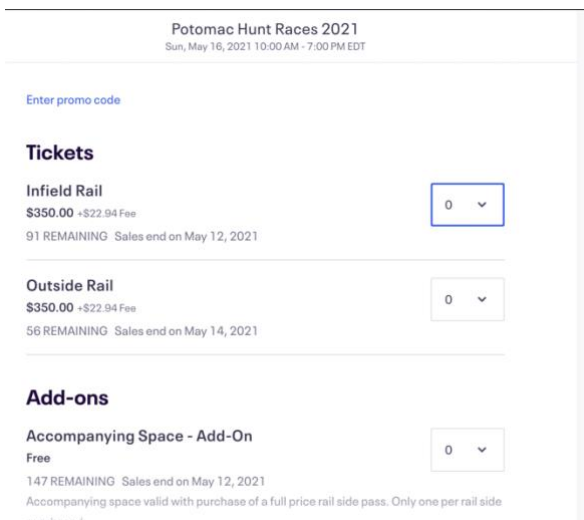 Potomac Hunt Races 2021
Sun, May 16, 2021 10:00 AM - 7:00 PM EDT
Enter promo code
Tickets
Infield Rail
0
$350.00 +$22.94 Fee
91 REMAINING Sales end on May 12, 2021
Outside Rail
0
$350.00 +$22.94 Fee
56 REMAINING Sales end on May 14, 2021
Add-ons
Accompanying Space - Add-On
0
Free
147 REMAINING Sales end on May 12, 2021
Accompanying space valid with purchase of a full price rail side pass. Only one per rail side